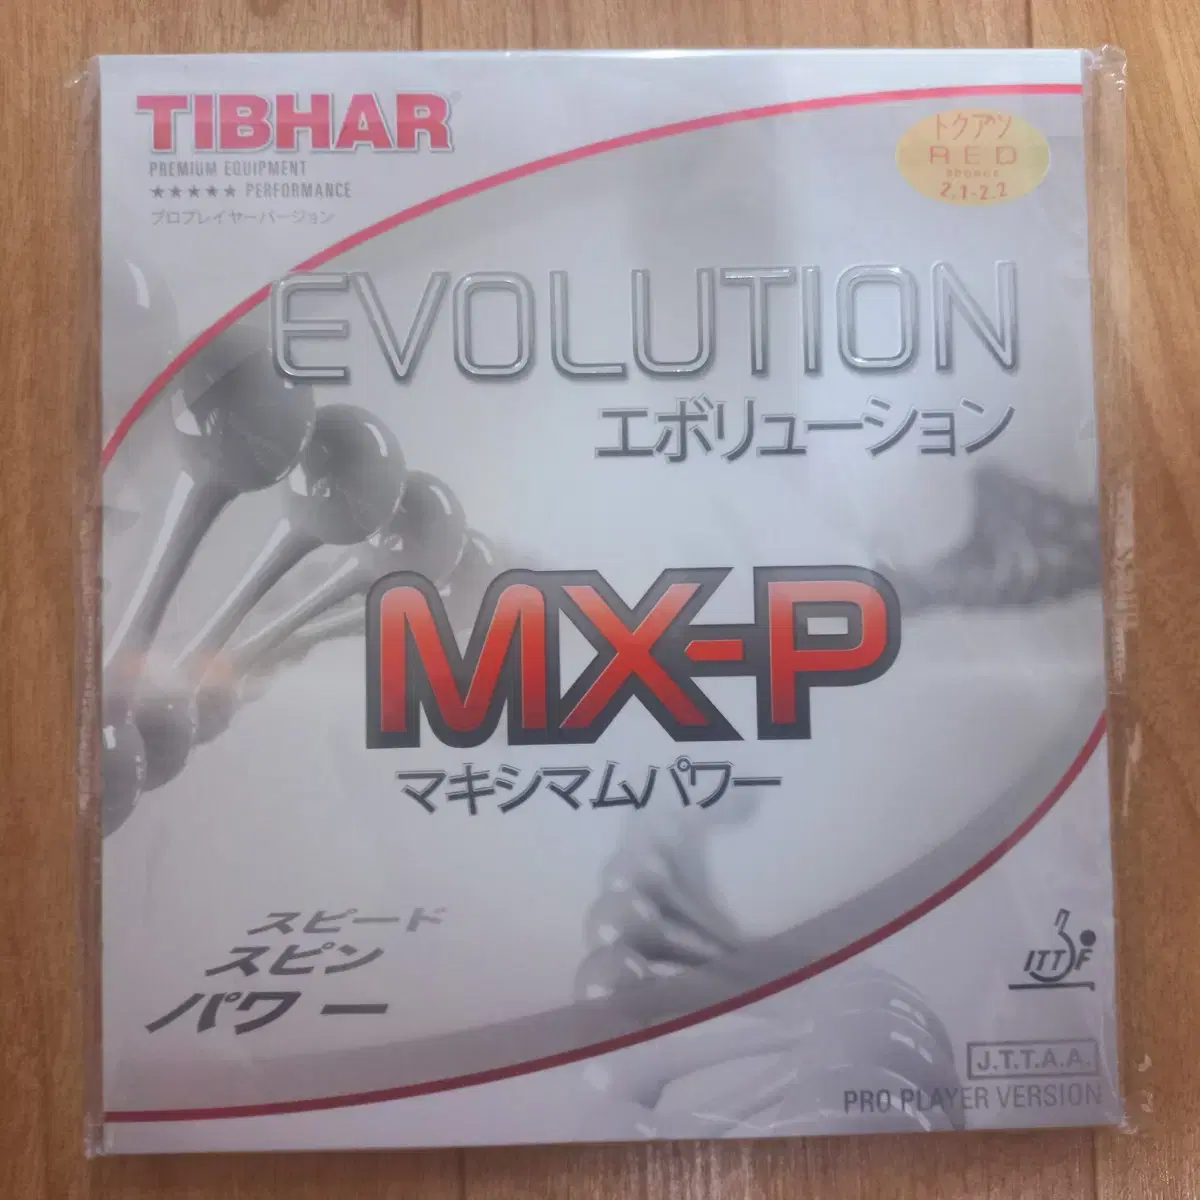 TIBHAR
PREMIUM EQUIPMENT
★★★★★ PERFORMANCE
プロプレイヤーバージョン
トクアツ
RED
SPONGE
2,1-2.2
EVOLUTION
エボリューション
MX-P
マキシマムパワー
スピード
スピン
パワー
ITTF
J.T.T.A.A.
PRO PLAYER VERSION